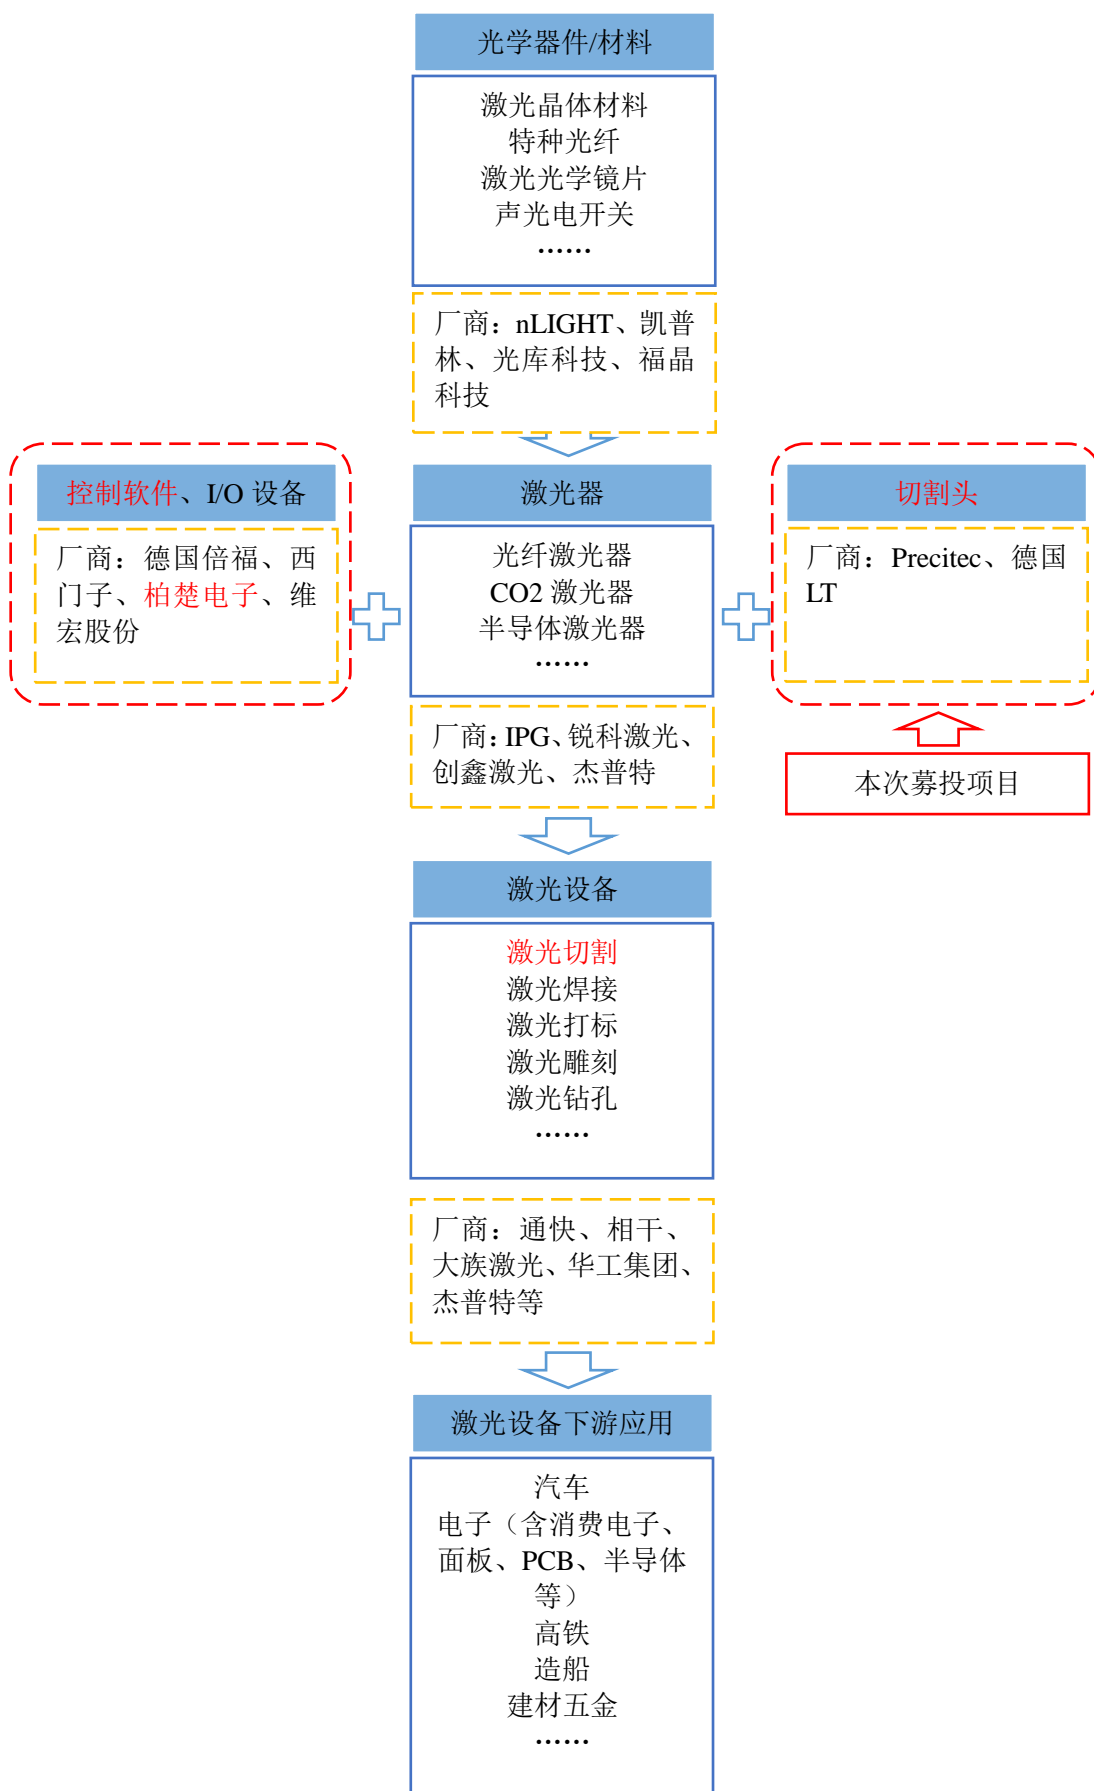 光学器件/材料
激光晶体材料
特种光纤
激光光学镜片
声光电开关
……
厂商：nLIGHT、凯普
林、光库科技、福晶
科技
控制软件、I/O 设备
厂商：德国倍福、西
门子、柏楚电子、维
宏股份
激光器
光纤激光器
CO2 激光器
半导体激光器
……
厂商：IPG、锐科激光、
创鑫激光、杰普特
切割头
厂商：Precitec、德国
LT
本次募投项目
激光设备
激光切割
激光焊接
激光打标
激光雕刻
激光钻孔
……
厂商：通快、相干、
大族激光、华工集团、
杰普特等
激光设备下游应用
汽车
电子（含消费电子、
面板、PCB、半导体
等）
高铁
造船
建材五金
……